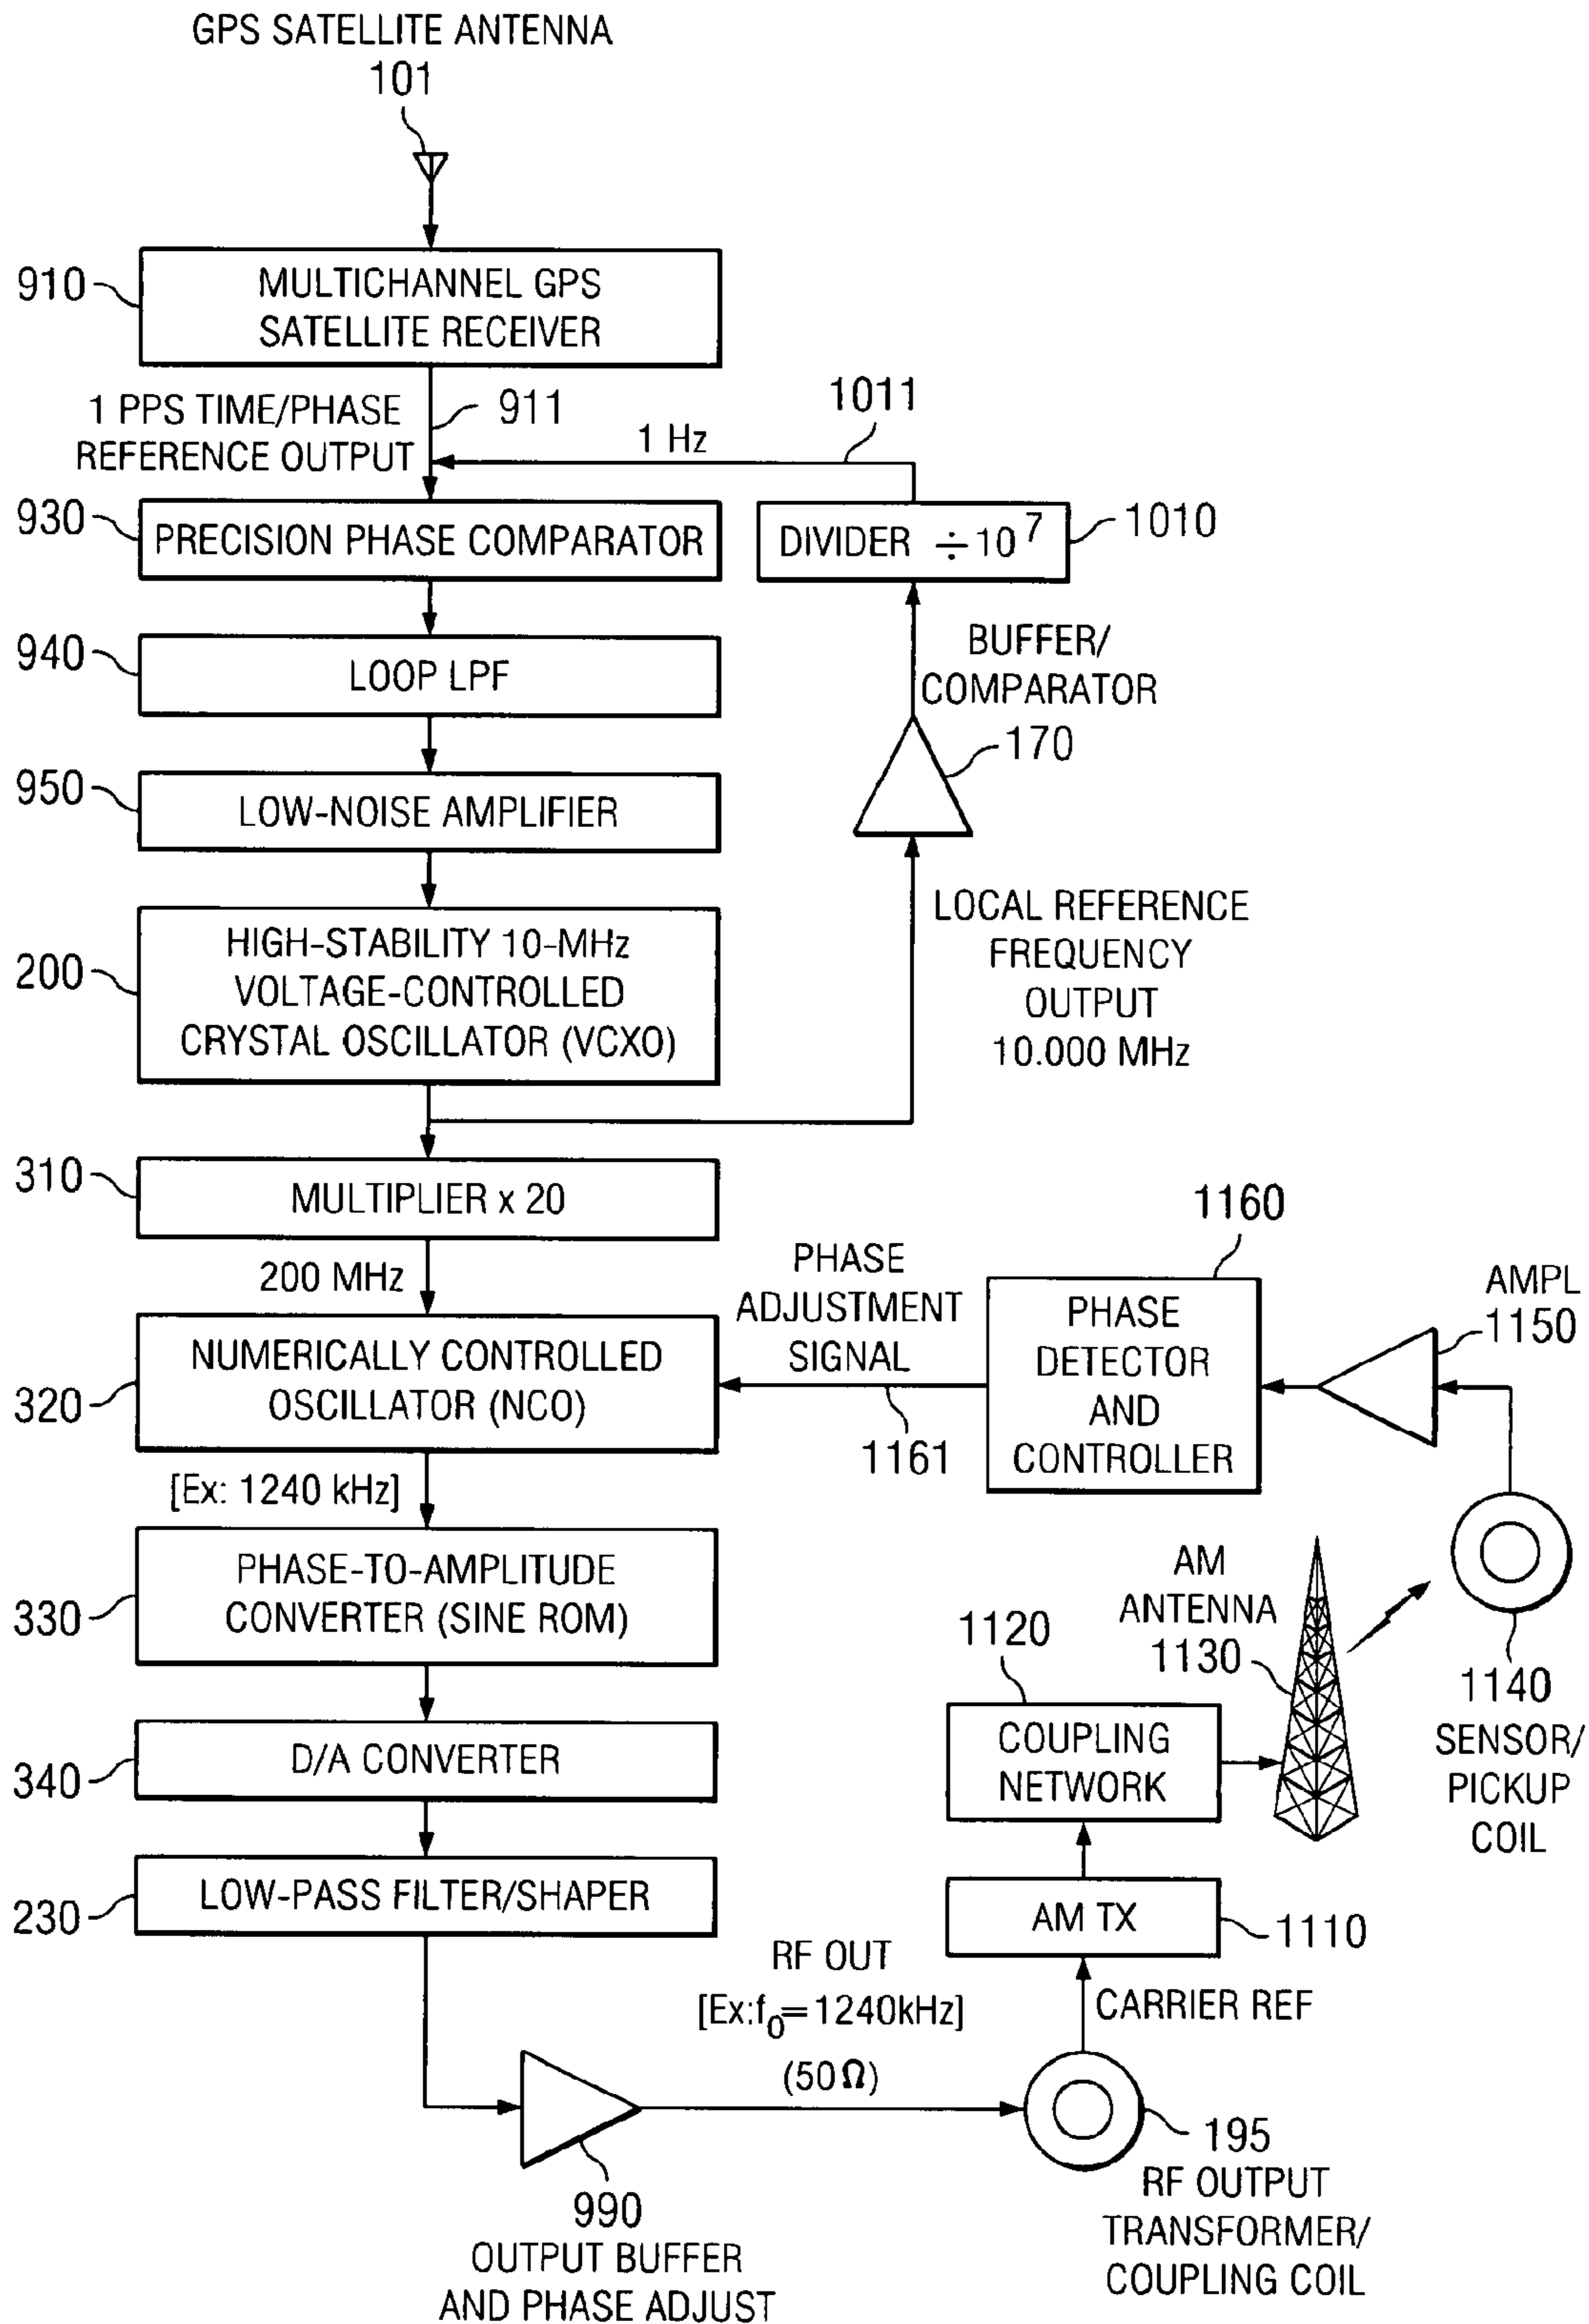 GPS SATELLITE ANTENNA
101
910
MULTICHANNEL GPS
SATELLITE RECEIVER
1 PPS TIME/PHASE
REFERENCE OUTPUT
911
1 Hz
1011
930
PRECISION PHASE COMPARATOR
DIVIDER ÷ 10^7
1010
940
LOOP LPF
BUFFER/
COMPARATOR
170
950
LOW-NOISE AMPLIFIER
200
HIGH-STABILITY 10-MHz
VOLTAGE-CONTROLLED
CRYSTAL OSCILLATOR (VCXO)
LOCAL REFERENCE
FREQUENCY
OUTPUT
10.000 MHz
310
MULTIPLIER x 20
200 MHz
320
NUMERICALLY CONTROLLED
OSCILLATOR (NCO)
PHASE
ADJUSTMENT
SIGNAL
1161
1160
PHASE
DETECTOR
AND
CONTROLLER
AMPL
1150
[Ex: 1240 kHz]
330
PHASE-TO-AMPLITUDE
CONVERTER (SINE ROM)
AM
ANTENNA
1130
1140
SENSOR/
PICKUP
COIL
1120
COUPLING
NETWORK
340
D/A CONVERTER
230
LOW-PASS FILTER/SHAPER
AM TX
1110
RF OUT
[Ex:f0=1240kHz]
(50Ω)
CARRIER REF
195
RF OUTPUT
TRANSFORMER/
COUPLING COIL
990
OUTPUT BUFFER
AND PHASE ADJUST